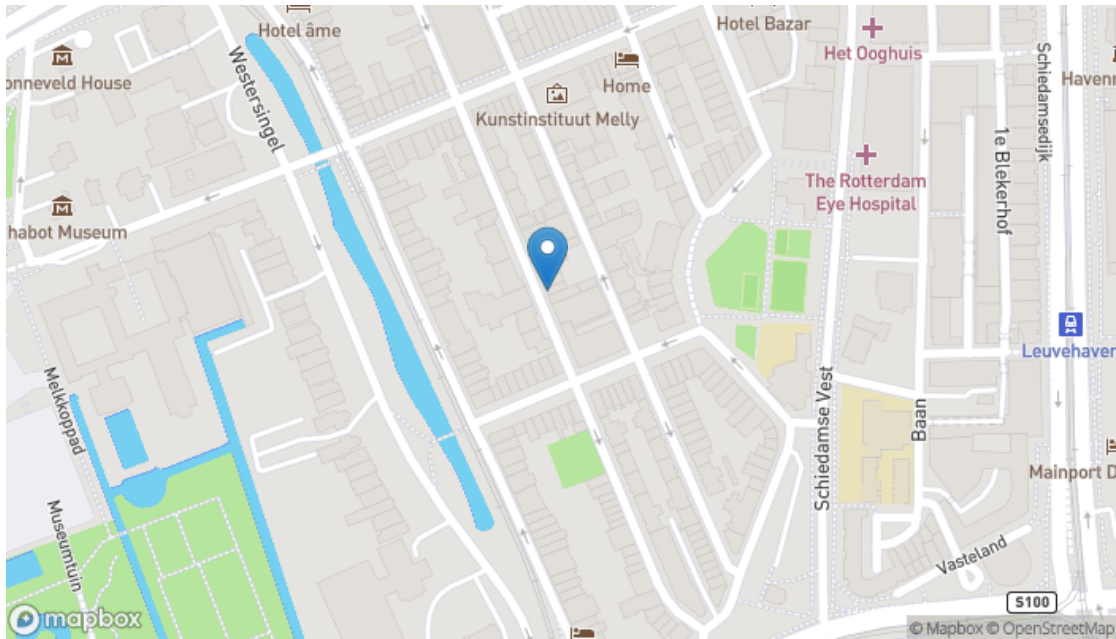 Hotel âme
Hotel Bazar
Het Ooghuis
onneveld House
Home
Havenm
Westersingel
Kunstinstituut Melly
Schiedamsedijk
1e Blekerhof
The Rotterdam
Eye Hospital
habot Museum
Leuvehaven
Melkkoppad
Schiedamse Vest
Baan
Mainport D
Museumtuin
Vasteland
S100
mapbox
© Mapbox © OpenStreetMap